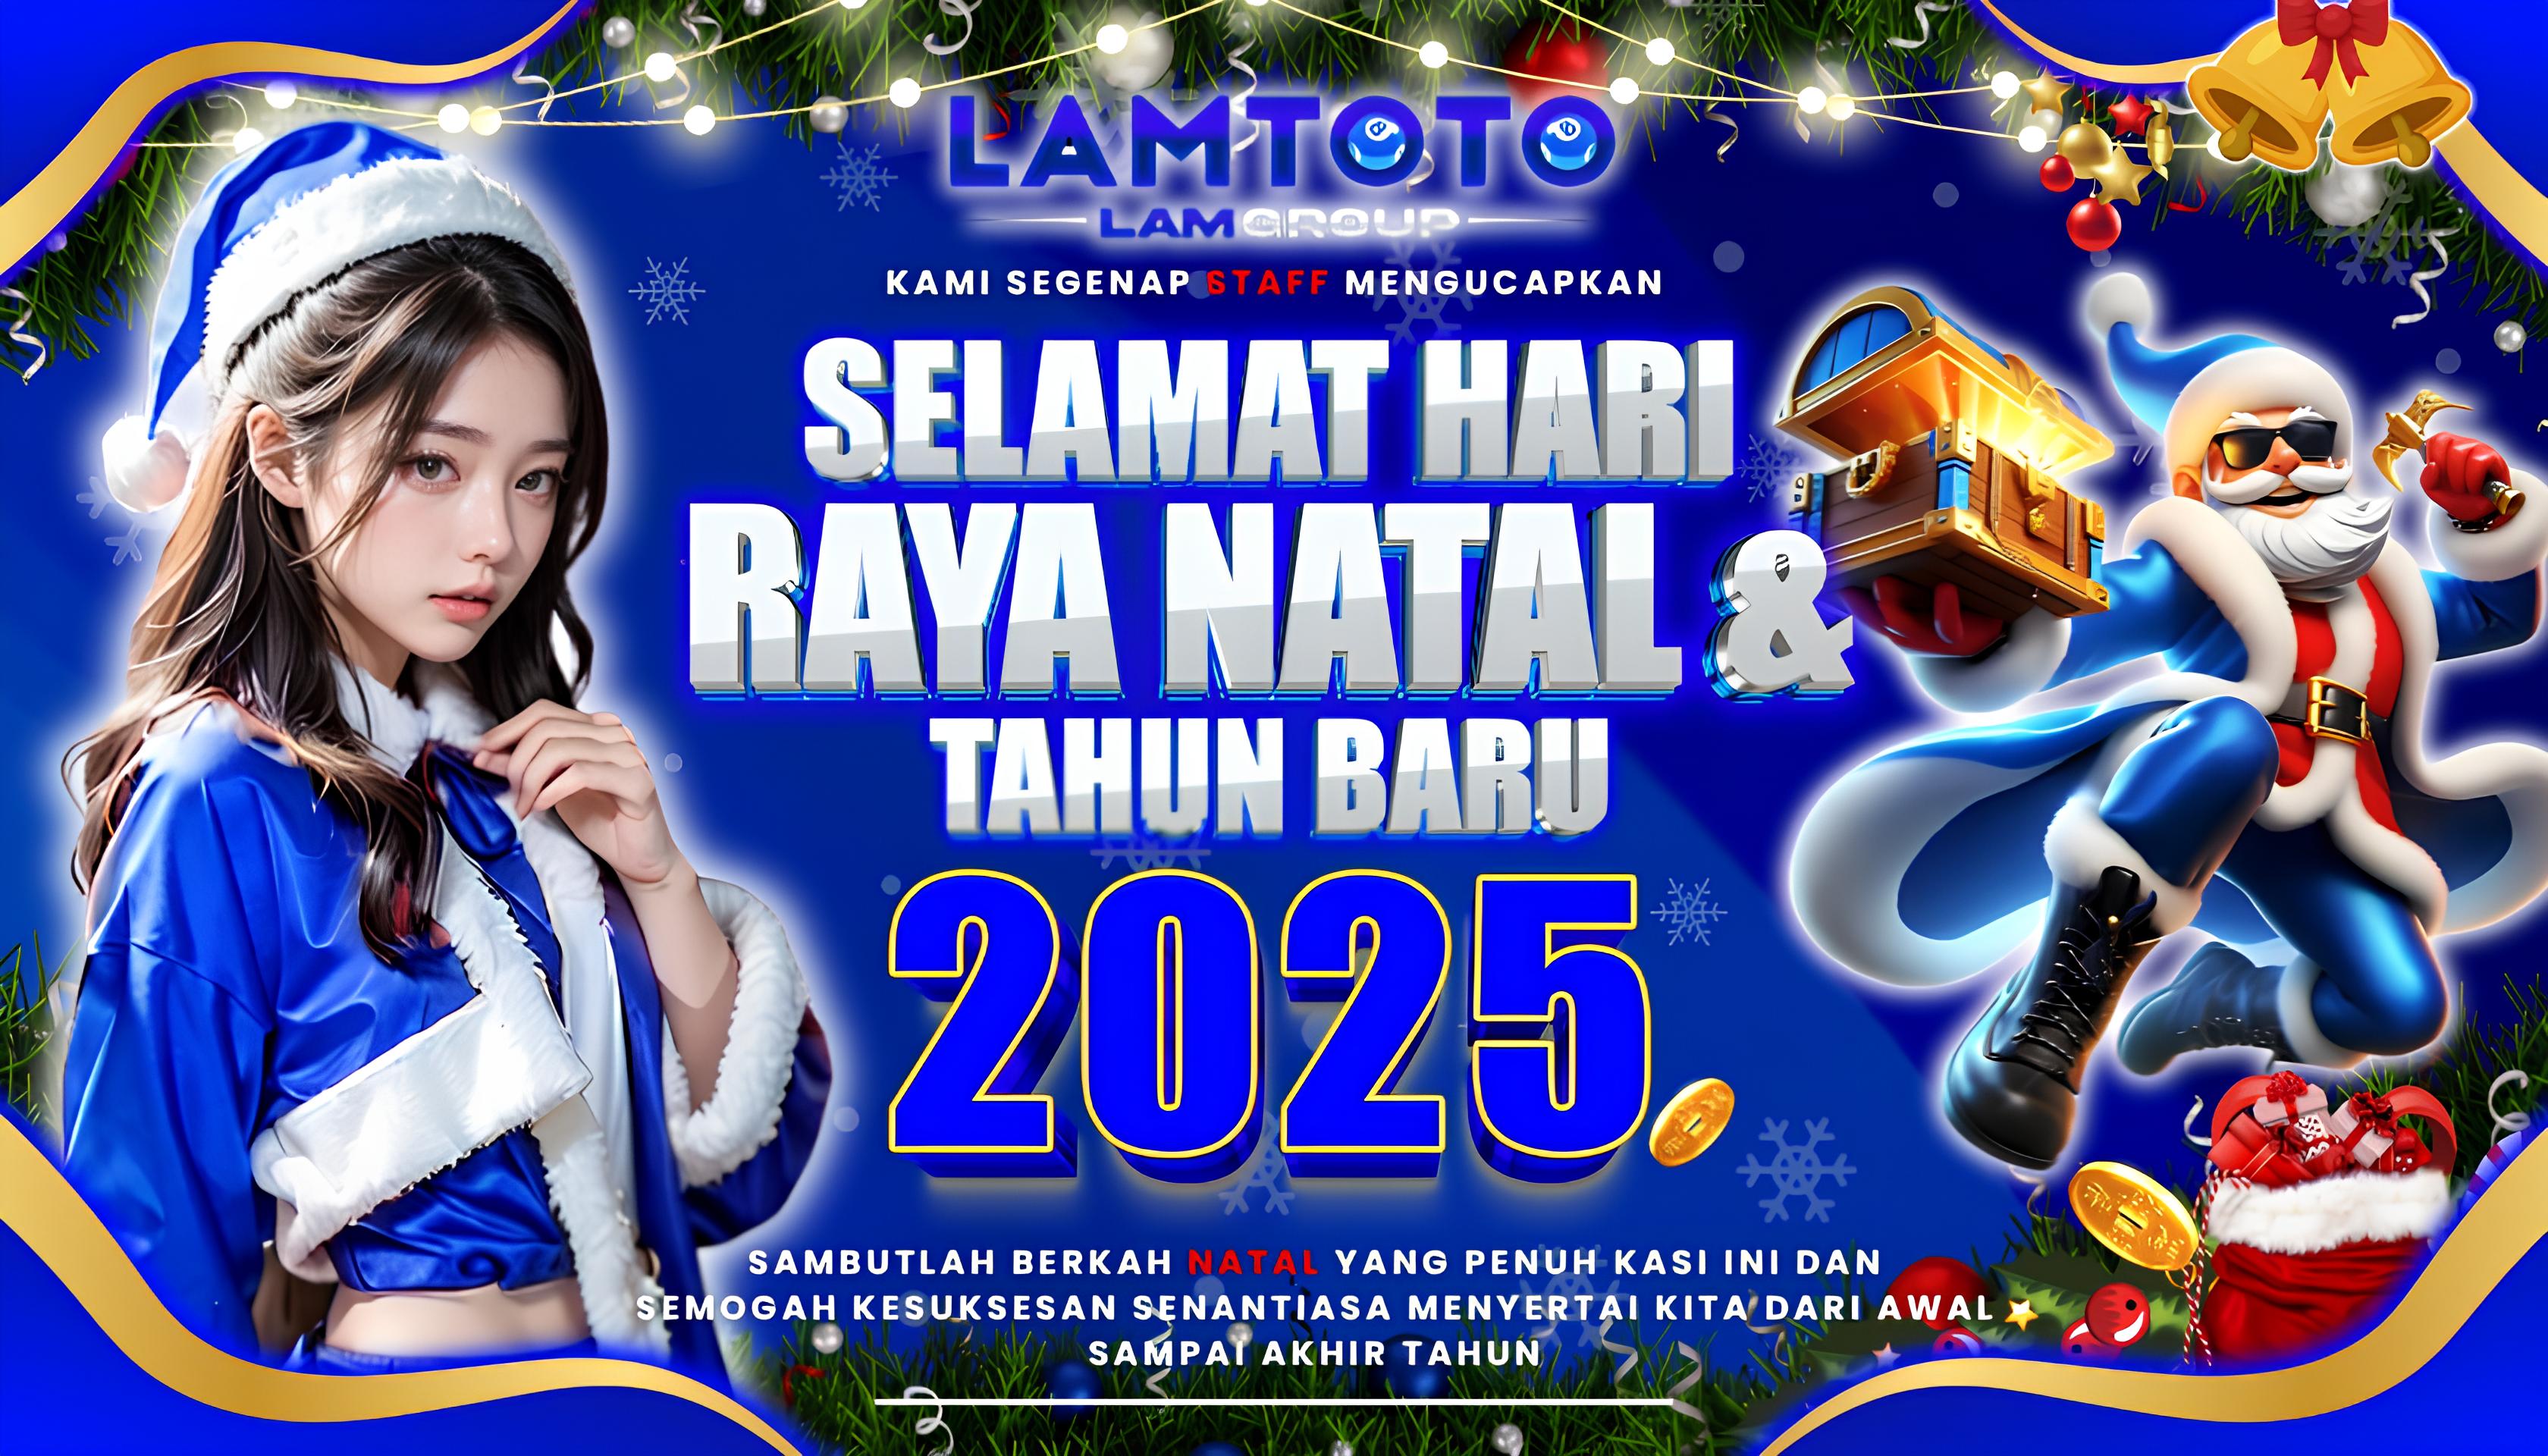 LAMTOTO
LAMGROUP
KAMI SEGENAP STAFF MENGUCAPKAN
SELAMAT HARI
RAYA NATAL &
TAHUN BARU
2025
SAMBUTLAH BERKAH NATAL YANG PENUH KASI INI DAN
SEMOGAH KESUKSESAN SENANTIASA MENYERTAI KITA DARI AWAL
SAMPAI AKHIR TAHUN